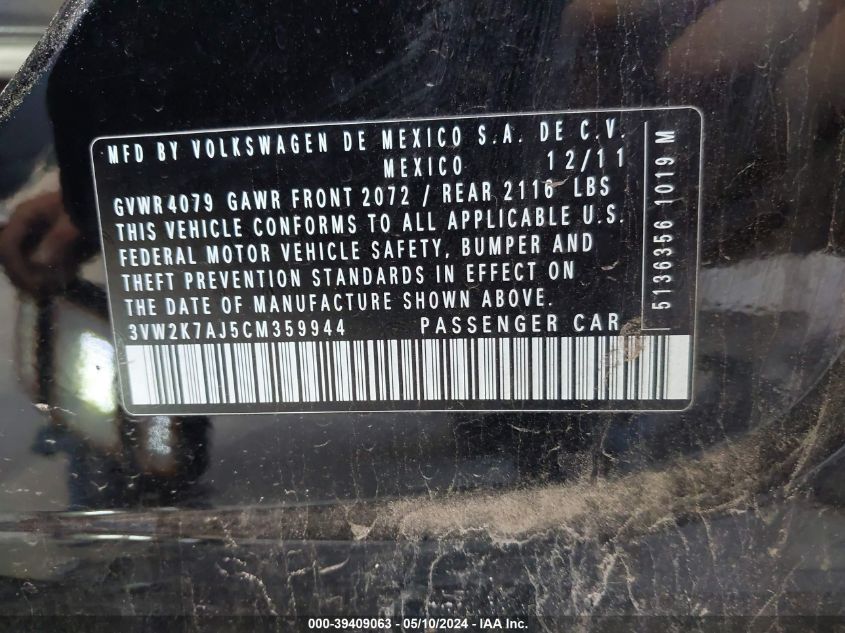 MFD BY VOLKSWAGEN DE MEXICO S.A. DE C.V.
MEXICO 12/11
GVWR 4079 GAWR FRONT 2072 / REAR 2116 LBS
THIS VEHICLE CONFORMS TO ALL APPLICABLE U.S.
FEDERAL MOTOR VEHICLE SAFETY, BUMPER AND
THEFT PREVENTION STANDARDS IN EFFECT ON
THE DATE OF MANUFACTURE SHOWN ABOVE.
3VW2K7AJ5CM359944 PASSENGER CAR
5136356 1019 M
000-39409063 - 05/10/2024 - IAA Inc.